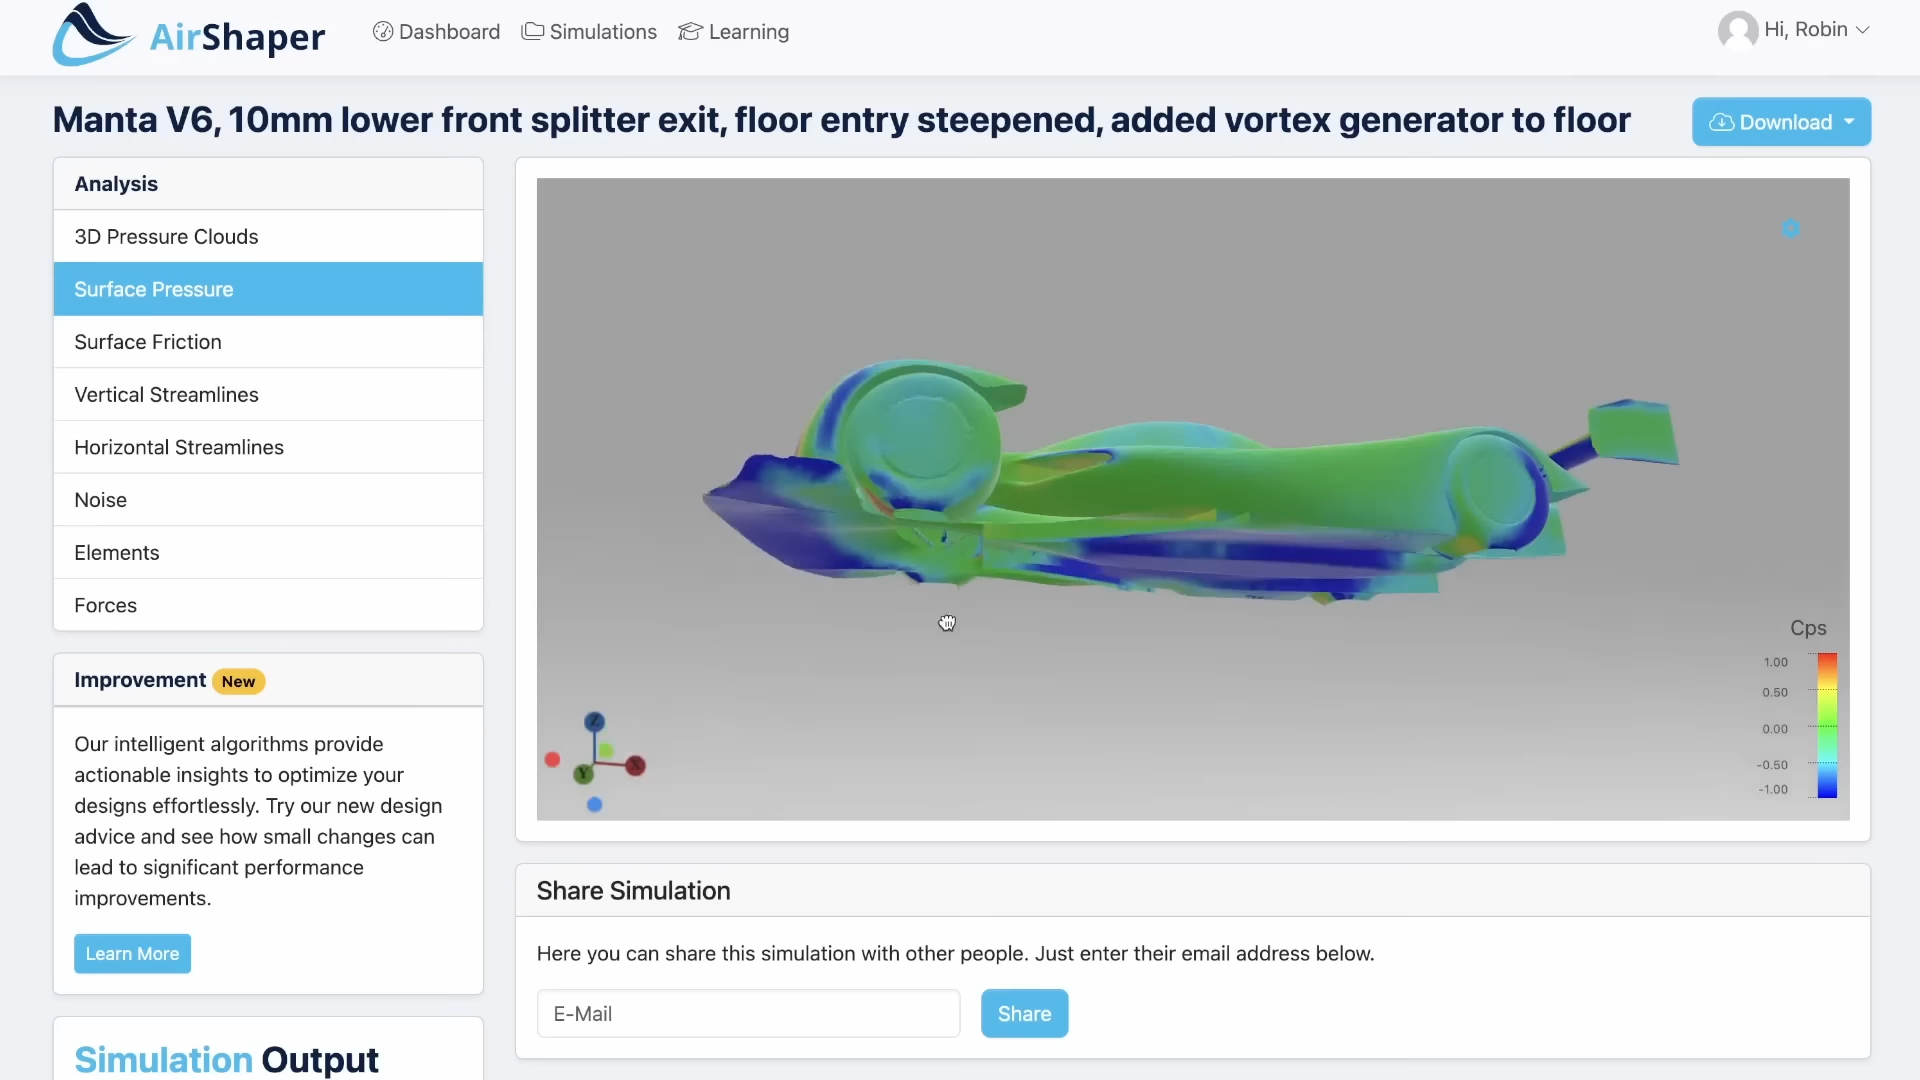 AirShaper
Dashboard
Simulations
Learning
Hi, Robin
Manta V6, 10mm lower front splitter exit, floor entry steepened, added vortex generator to floor
Download
Analysis
3D Pressure Clouds
Surface Pressure
Surface Friction
Vertical Streamlines
Horizontal Streamlines
Noise
Elements
Forces
Improvement New
Our intelligent algorithms provide
actionable insights to optimize your
designs effortlessly. Try our new design
advice and see how small changes can
lead to significant performance
improvements.
Learn More
Simulation Output
Cps
1.00
0.50
0.00
-0.50
-1.00
Z
X
Y
Share Simulation
Here you can share this simulation with other people. Just enter their email address below.
E-Mail
Share